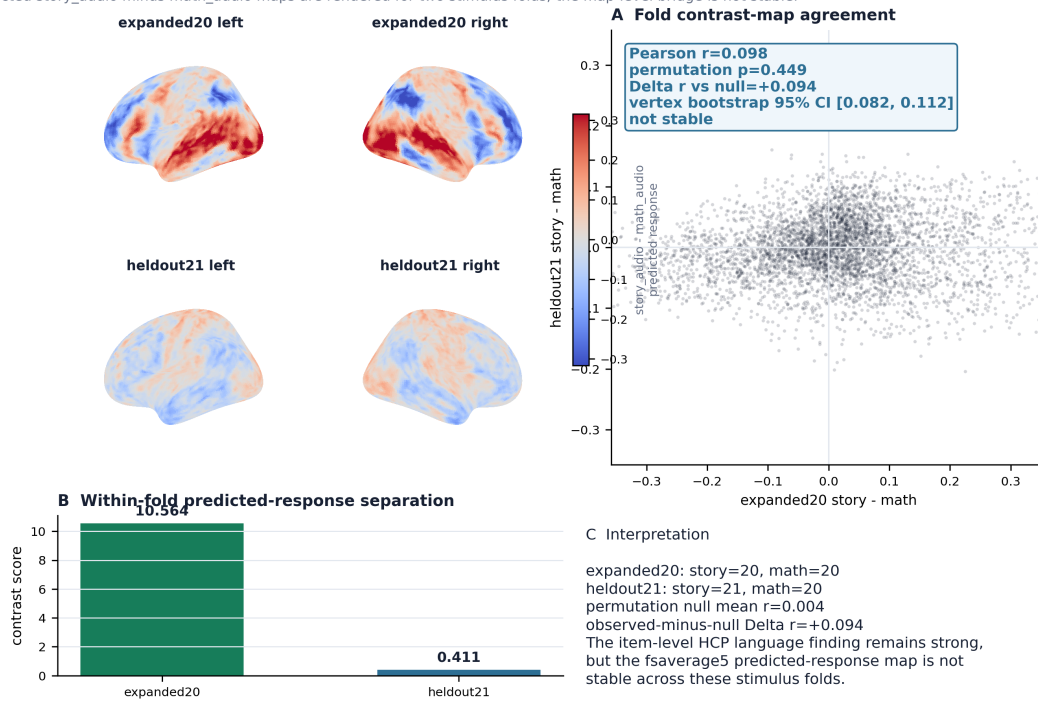 expanded20 left
expanded20 right
heldout21 left
heldout21 right
story_audio - math_audio
predicted response
A  Fold contrast-map agreement
Pearson r=0.098
permutation p=0.449
Delta r vs null=+0.094
vertex bootstrap 95% CI [0.082, 0.112]
not stable
heldout21 story - math
0.3
−0.2
−0.3
0.3
0.2
0.1
0.0
−0.1
−0.2
−0.3
−0.3
−0.2
−0.1
0.0
0.1
0.2
0.3
expanded20 story - math
B  Within-fold predicted-response separation
contrast score
10
8
6
4
2
0
10.564
0.411
expanded20
heldout21
C  Interpretation
expanded20: story=20, math=20
heldout21: story=21, math=20
permutation null mean r=0.004
observed-minus-null Delta r=+0.094
The item-level HCP language finding remains strong,
but the fsaverage5 predicted-response map is not
stable across these stimulus folds.